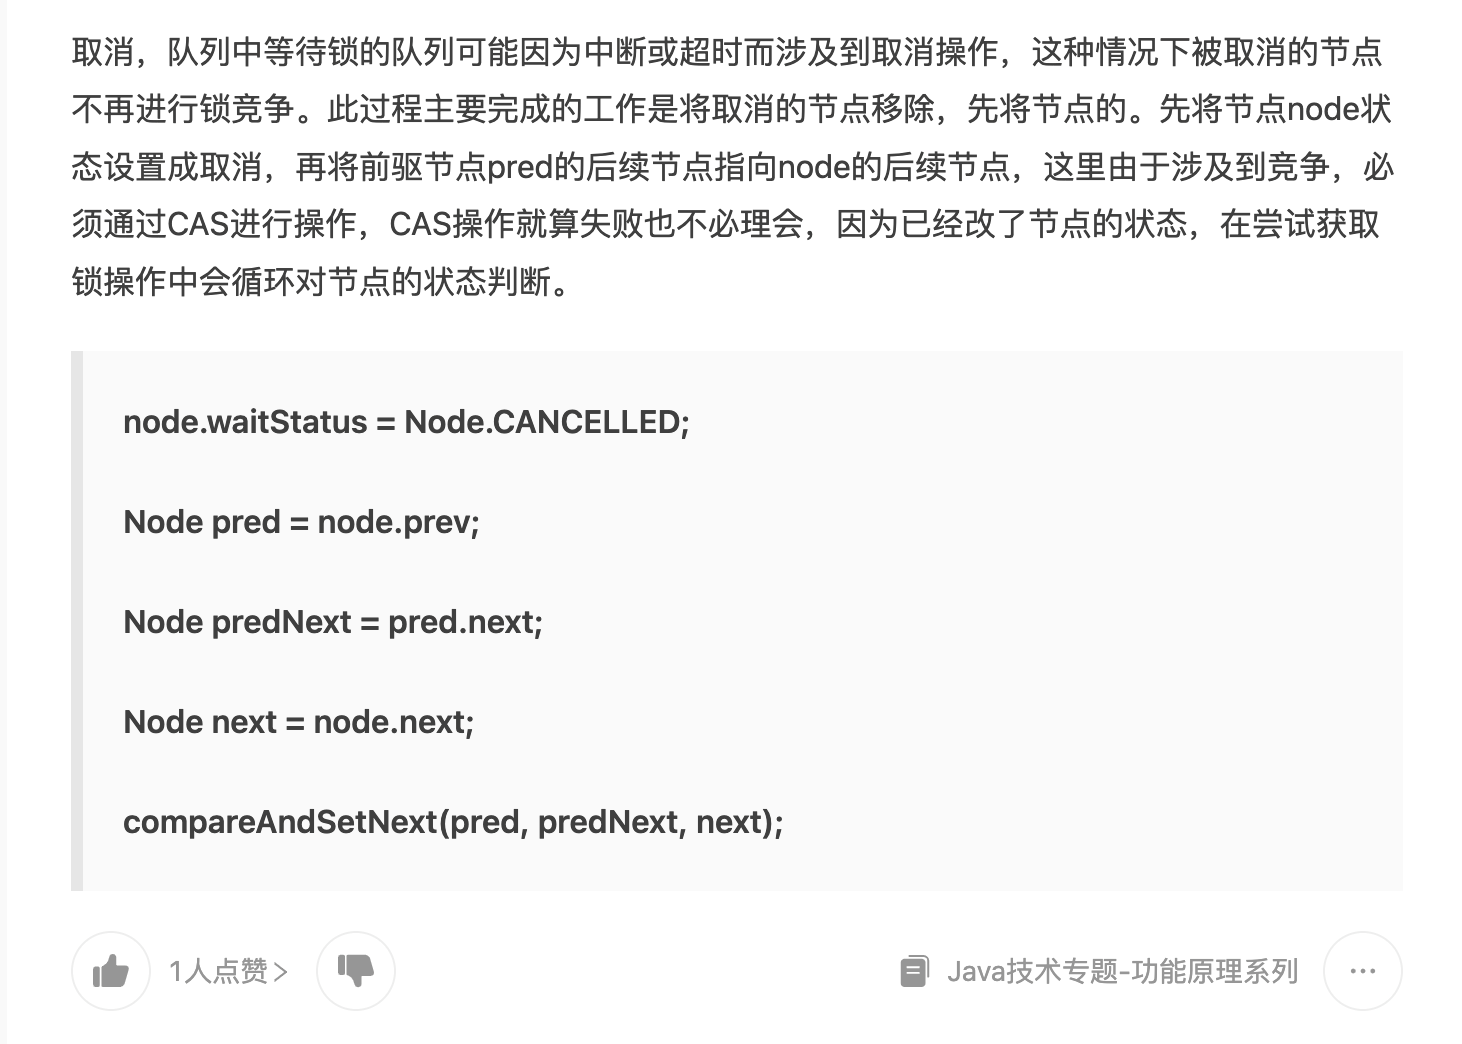 取消，队列中等待锁的队列可能因为中断或超时而涉及到取消操作，这种情况下被取消的节点
不再进行锁竞争。此过程主要完成的工作是将取消的节点移除，先将节点的。先将节点node状
态设置成取消，再将前驱节点pred的后续节点指向node的后续节点，这里由于涉及到竞争，必
须通过CAS进行操作，CAS操作就算失败也不必理会，因为已经改了节点的状态，在尝试获取
锁操作中会循环对节点的状态判断。
node.waitStatus = Node.CANCELLED;
Node pred = node.prev;
Node predNext = pred.next;
Node next = node.next;
compareAndSetNext(pred, predNext, next);
1人点赞>
Java技术专题-功能原理系列